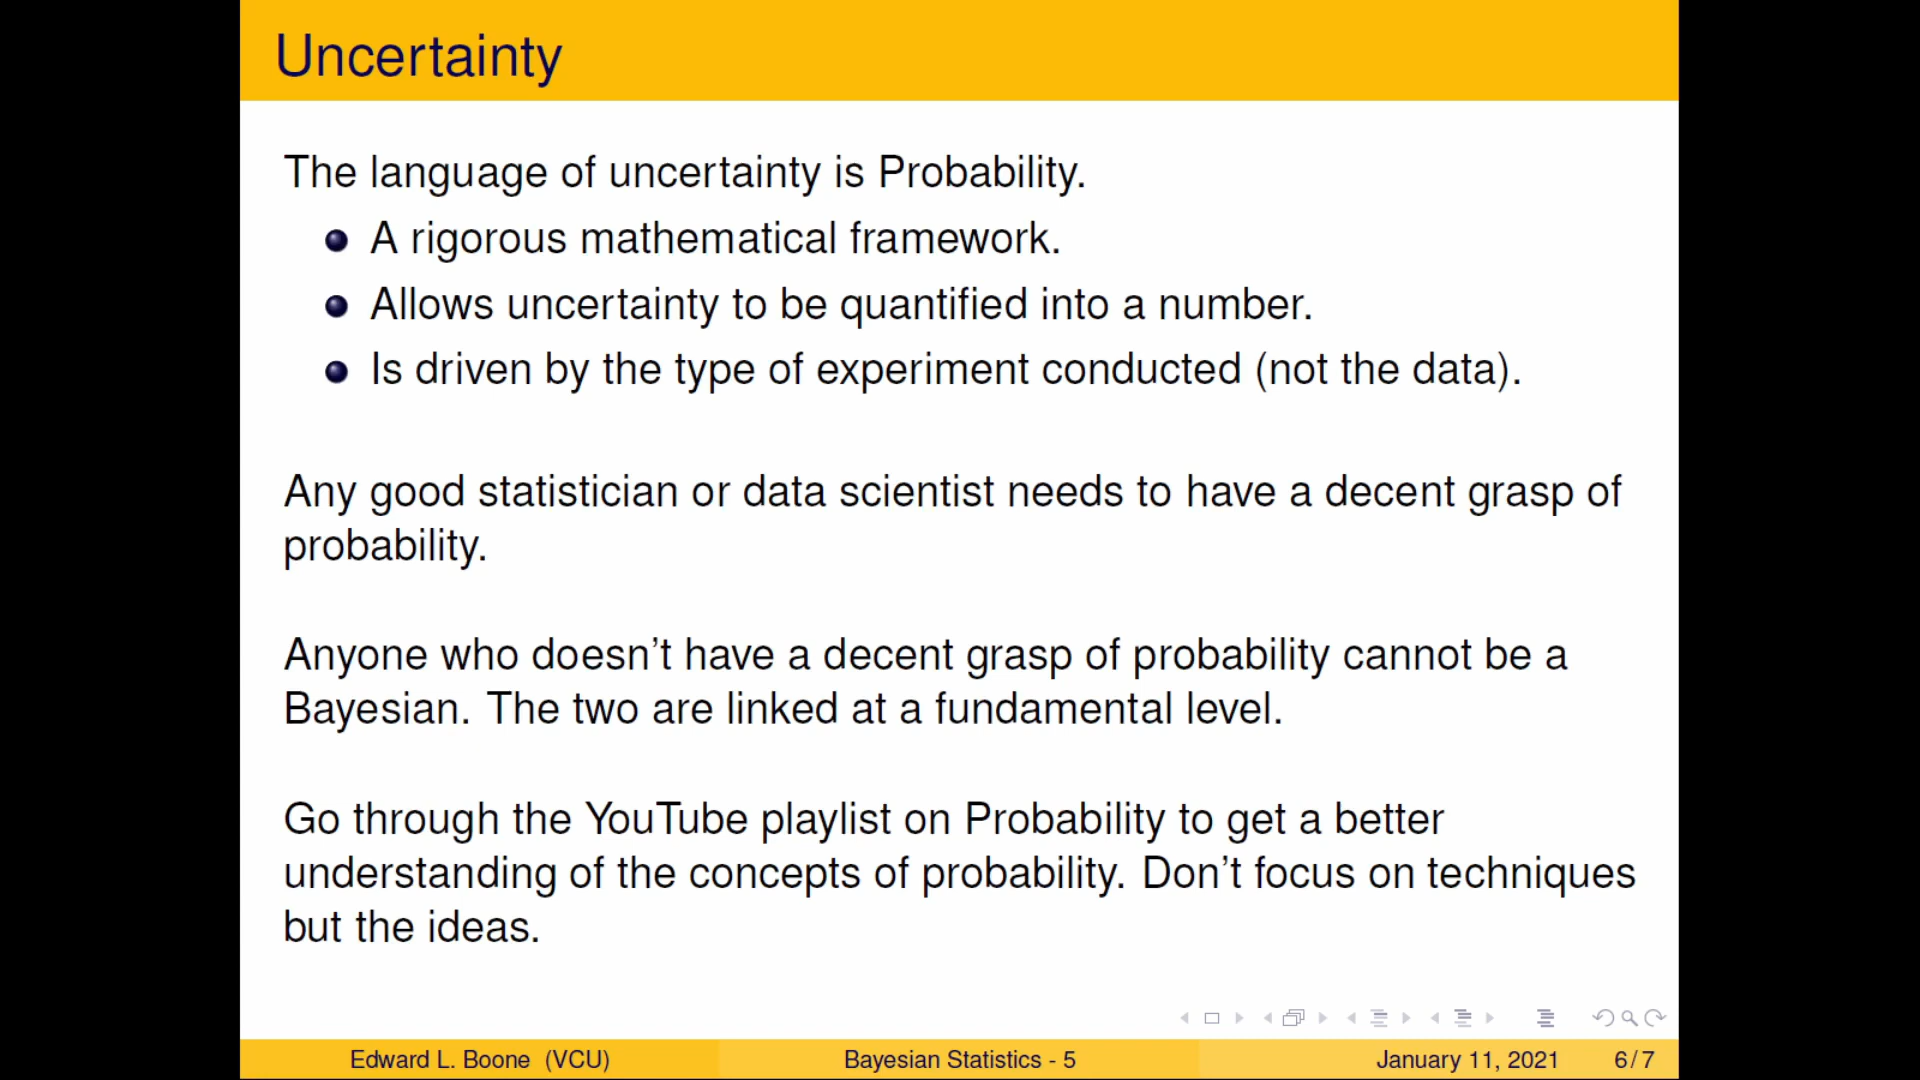 Uncertainty
The language of uncertainty is Probability.
A rigorous mathematical framework.
Allows uncertainty to be quantified into a number.
Is driven by the type of experiment conducted (not the data).
Any good statistician or data scientist needs to have a decent grasp of
probability.
Anyone who doesn't have a decent grasp of probability cannot be a
Bayesian. The two are linked at a fundamental level.
Go through the YouTube playlist on Probability to get a better
understanding of the concepts of probability. Don't focus on techniques
but the ideas.
Edward L. Boone (VCU) Bayesian Statistics - 5 January 11, 2021 6 / 7